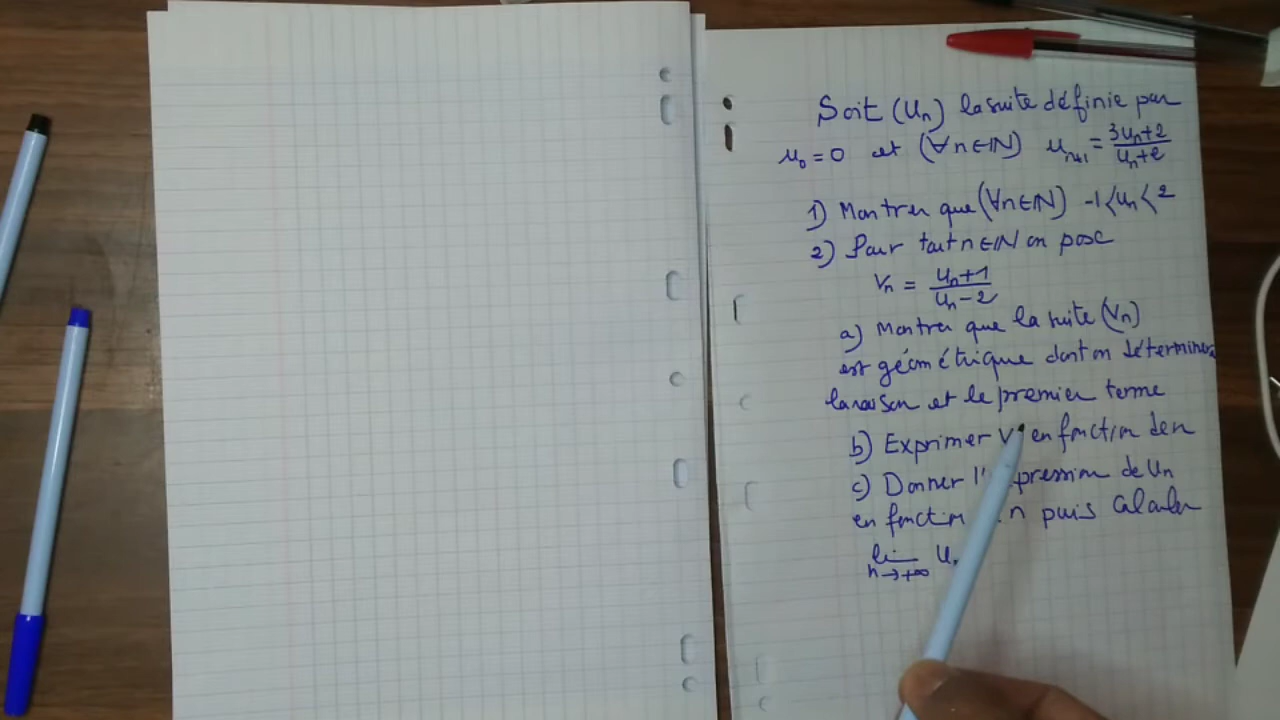 Soit (Un) la suite définie par
u₀ = 0 et (∀n∈IN) uₙ₊₁ = (3uₙ+2)/(uₙ+2)
1) Montrer que (∀n∈IN) -1<Uₙ<2
2) Pour tout n∈IN on pose
Vₙ = (Uₙ+1)/(Uₙ-2)
a) Montrer que la suite (Vₙ)
est géométrique dont on déterminera
la raison et le premier terme
b) Exprimer V en fonction de n
c) Donner l' pression de Un
en fonction n puis calculer
lim n→+∞ U